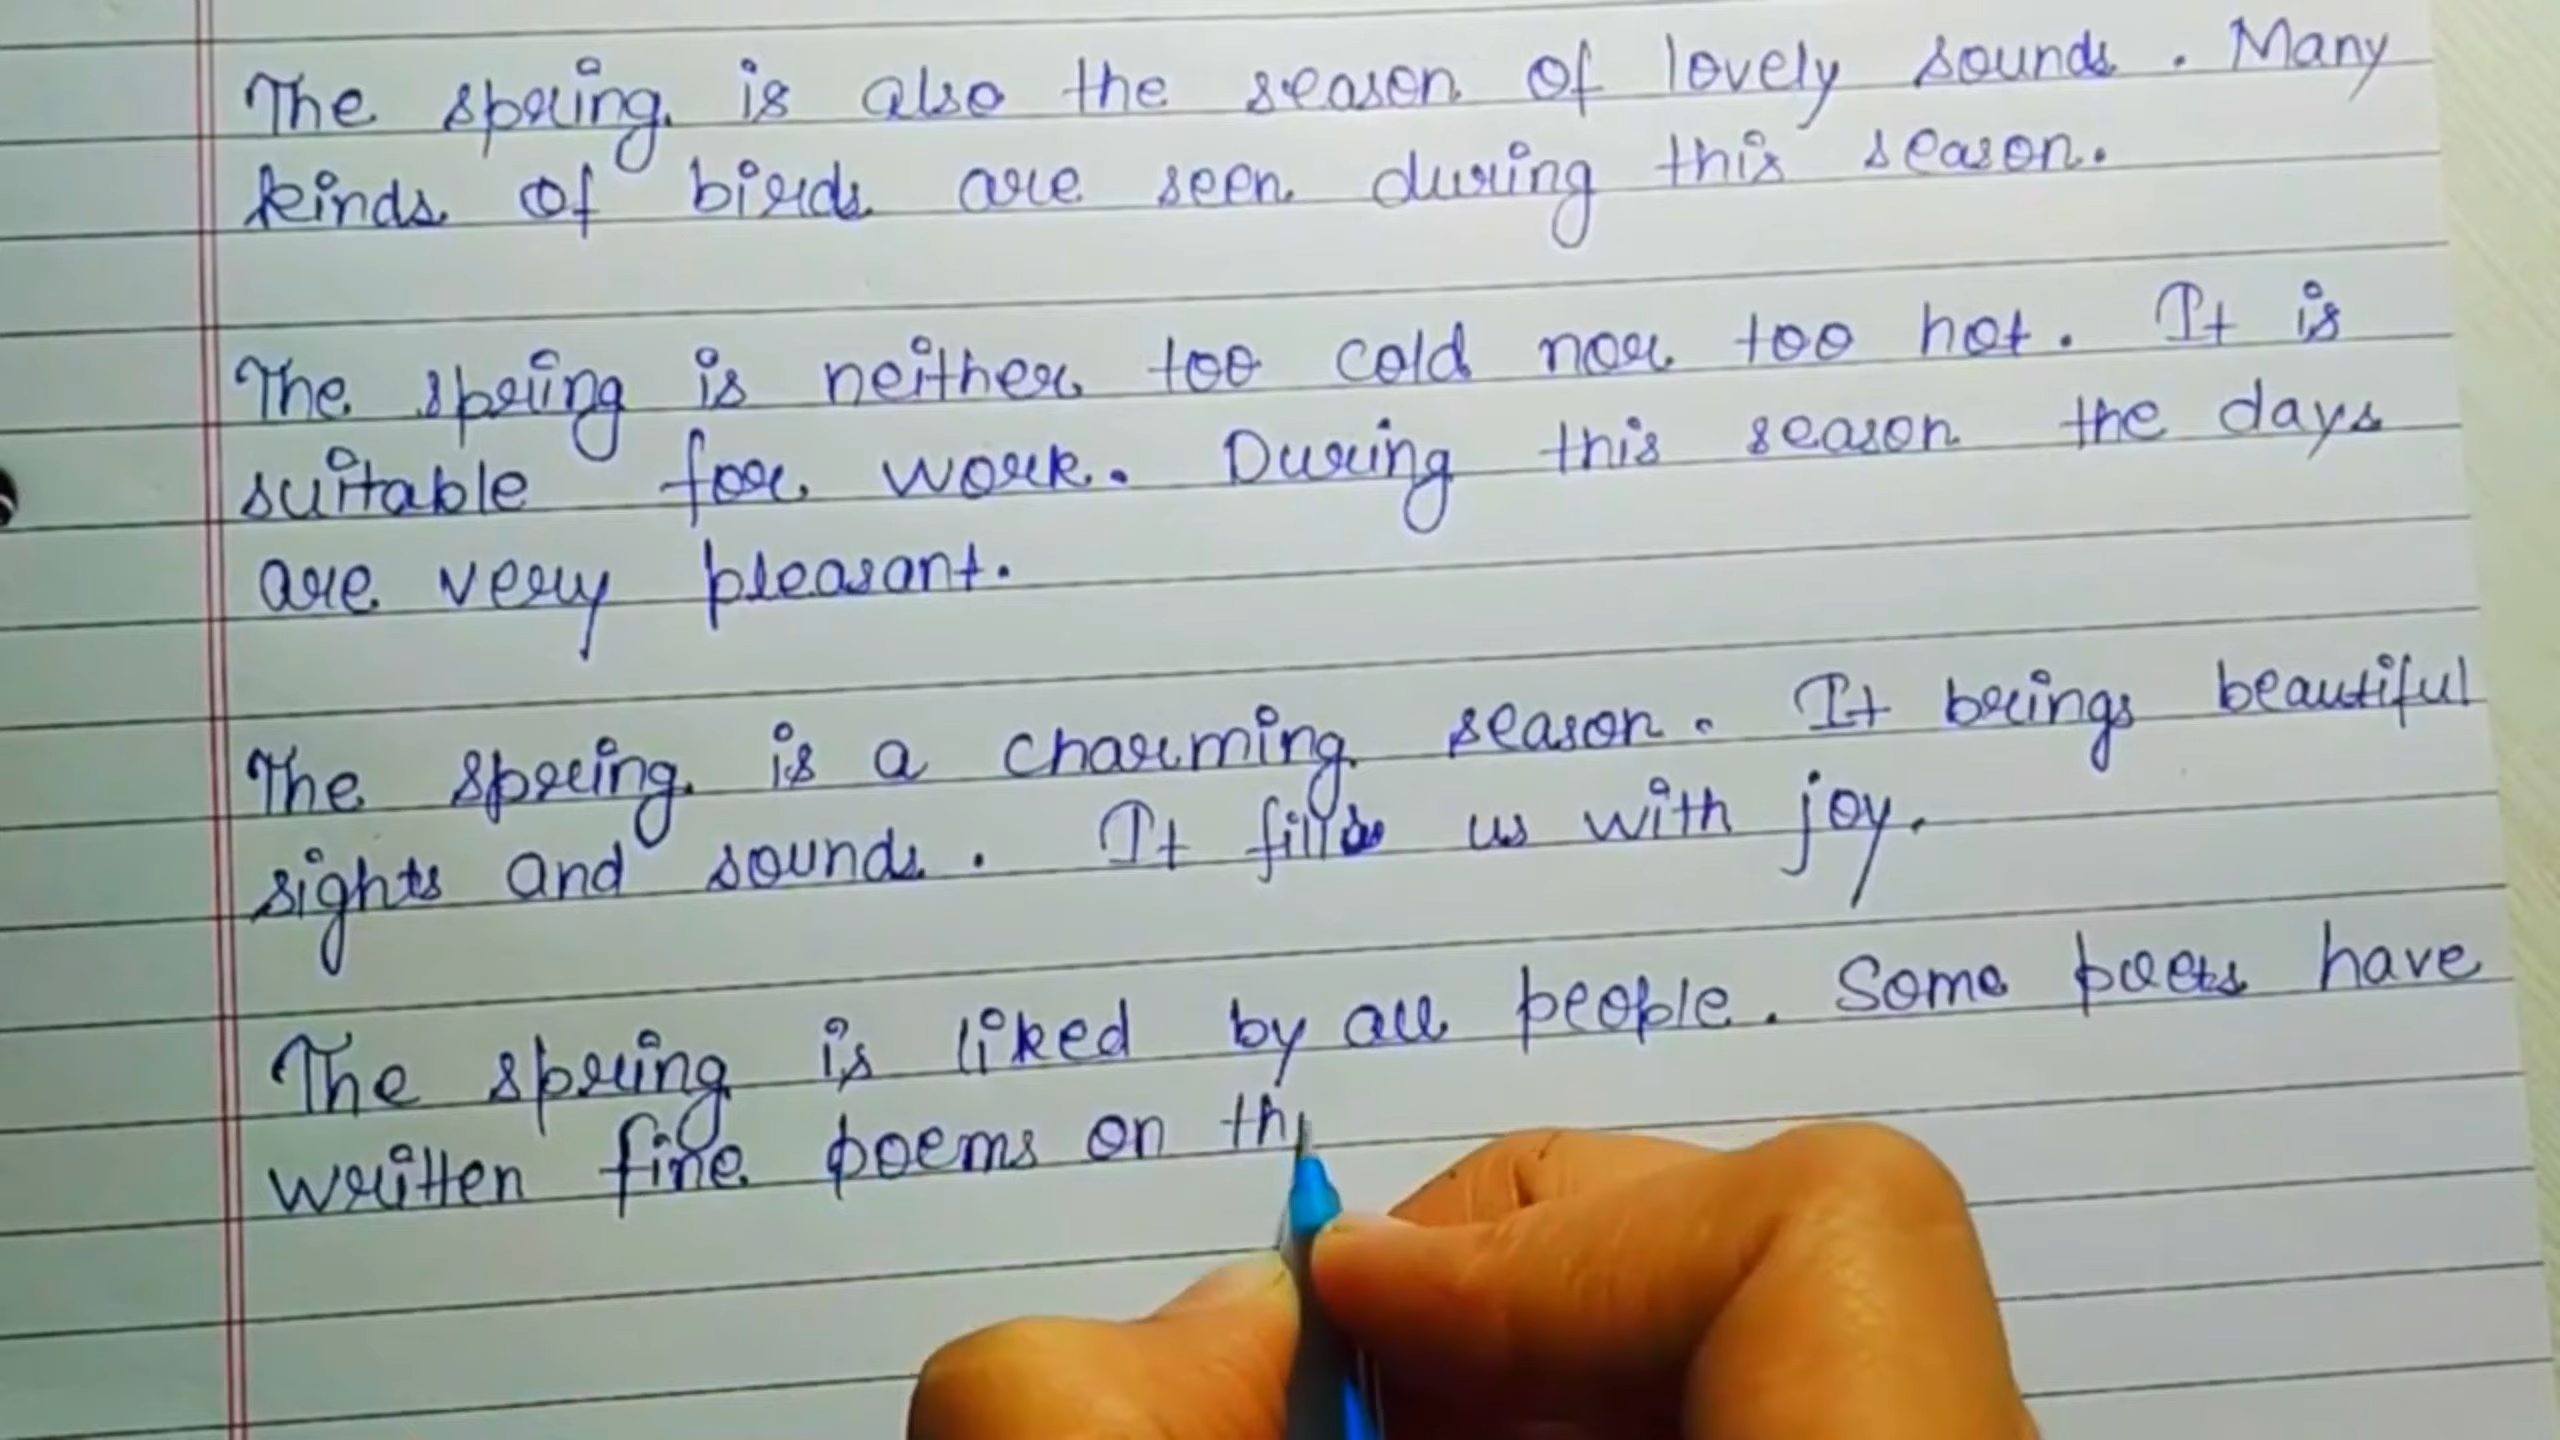 The spring is also the season of lovely sounds. Many
kinds of birds are seen during this season.
The spring is neither too cold nor too hot. It is
suitable for work. During this season the days
are very pleasant.
The spring is a charming season. It brings beautiful
sights and sounds. It fills us with joy.
The spring is liked by all people. Some poets have
written fine poems on th